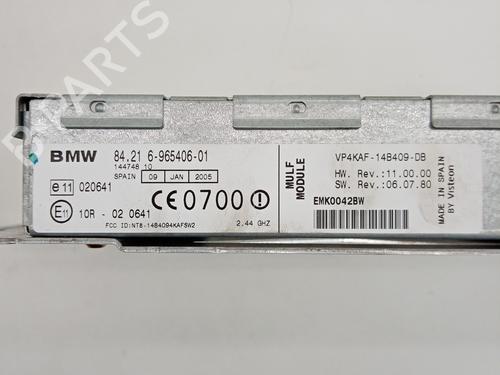 B PARTS
BMW 84.21 6-965406-01
144748 10
SPAIN 09 JAN 2005
e11 020641
CE0700
E11 10R - 02 0641
FCC ID:NT8-14B4094KAFSW2
2.44 GHZ
MULF
MODULE
VP4KAF-14B409-DB
HW. Rev.:11.00.00
SW. Rev.:06.07.80
EMK0042BW
MADE IN SPAIN
BY Visteon